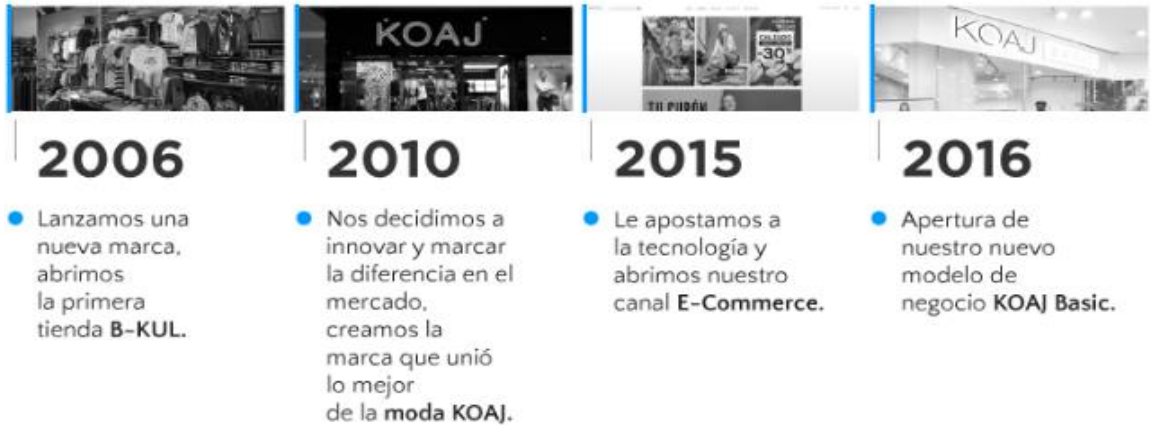 KOAJ
CALZADO
-30%
TU CUPÓN
KOAJ
2006
Lanzamos una
nueva marca,
abrimos
la primera
tienda B-KUL.
2010
Nos decidimos a
innovar y marcar
la diferencia en el
mercado,
creamos la
marca que unió
lo mejor
de la moda KOAJ.
2015
Le apostamos a
la tecnología y
abrimos nuestro
canal E-Commerce.
2016
Apertura de
nuestro nuevo
modelo de
negocio KOAJ Basic.